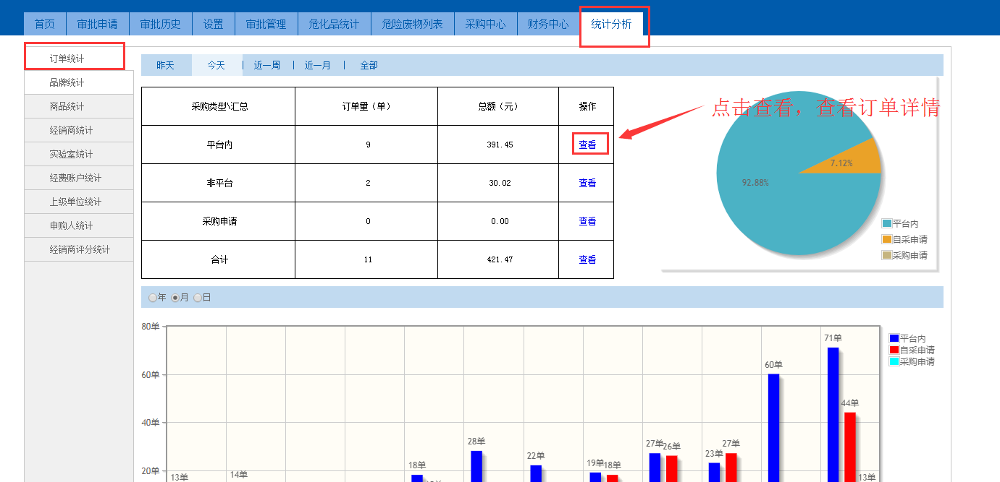 首页 审批申请 审批历史 设置 审批管理 危化品统计 危险废物列表 采购中心 财务中心 统计分析
订单统计
品牌统计
商品统计
经销商统计
实验室统计
经费账户统计
上级单位统计
申购人统计
经销商评分统计
昨天 今天 | 近一周 | 近一月 | 全部
采购类型\汇总 订单量（单） 总额（元） 操作
平台内 9 391.45 查看
非平台 2 30.02 查看
采购申请 0 0.00 查看
合计 11 421.47 查看
点击查看，查看订单详情
7.12%
92.88%
平台内
自采申请
采购申请
年 月 日
80单
60单
40单
20单
13单
14单
18单
28单
22单
19单
18单
27单
26单
23单
27单
60单
71单
44单
13单
平台内
自采申请
采购申请